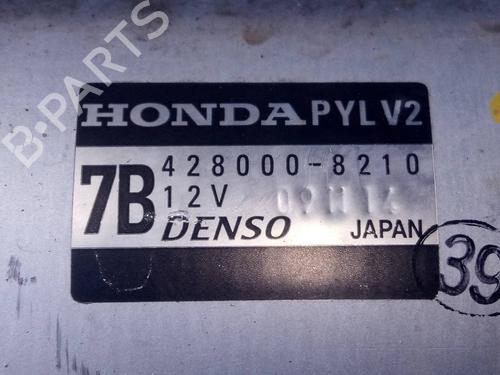 B-PARTS
HONDA PYL V2
7B 428000-8210
12V
DENSO JAPAN
39